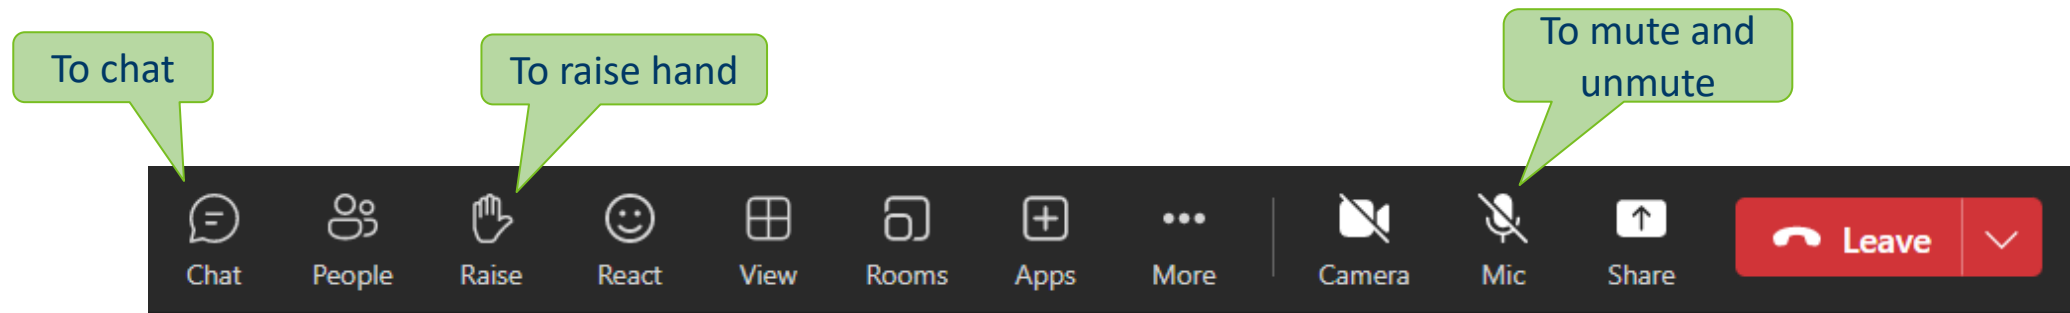 To chat
To raise hand
To mute and
unmute
Chat People Raise React View Rooms Apps More Camera Mic Share Leave